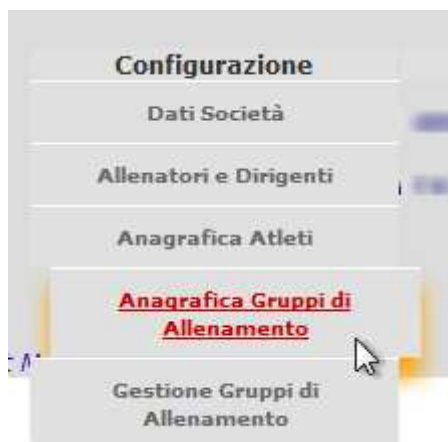 Configurazione
Dati Società
Allenatori e Dirigenti
Anagrafica Atleti
Anagrafica Gruppi di
Allenamento
Gestione Gruppi di
Allenamento